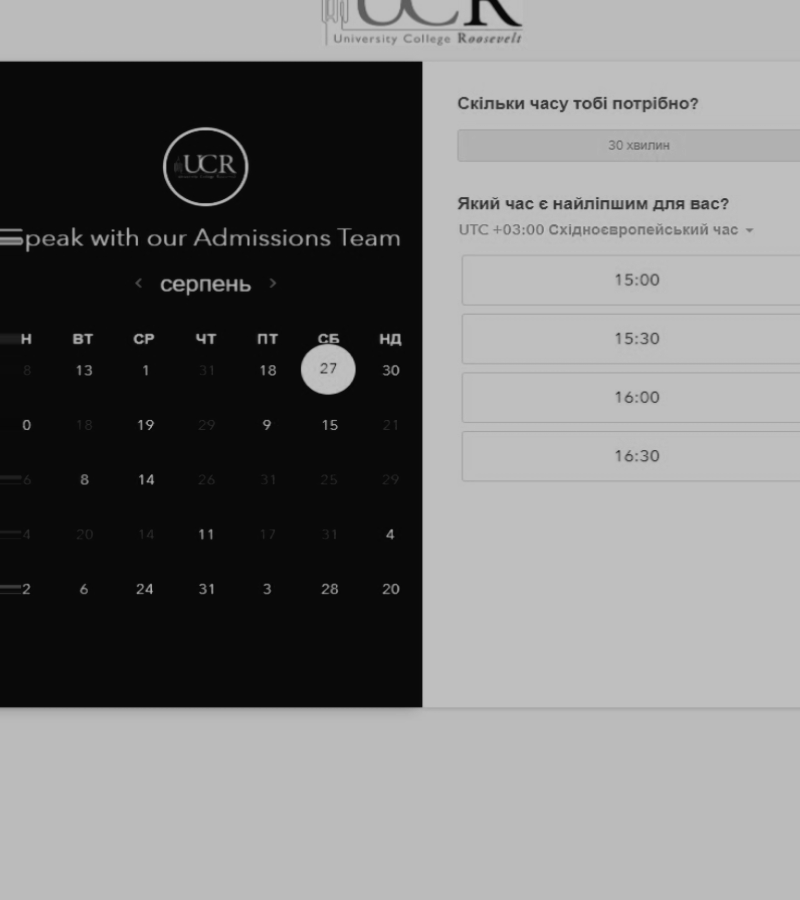 UCR
University College Roosevelt
UCR
Speak with our Admissions Team
серпень
Н ВТ СР ЧТ ПТ СБ НД
8 13 1 31 18 27 30
0 18 19 29 9 15 21
6 8 14 26 31 25 29
4 20 14 11 17 31 4
2 6 24 31 3 28 20
Скільки часу тобі потрібно?
30 хвилин
Який час є найліпшим для вас?
UTC +03:00 Східноєвропейський час
15:00
15:30
16:00
16:30